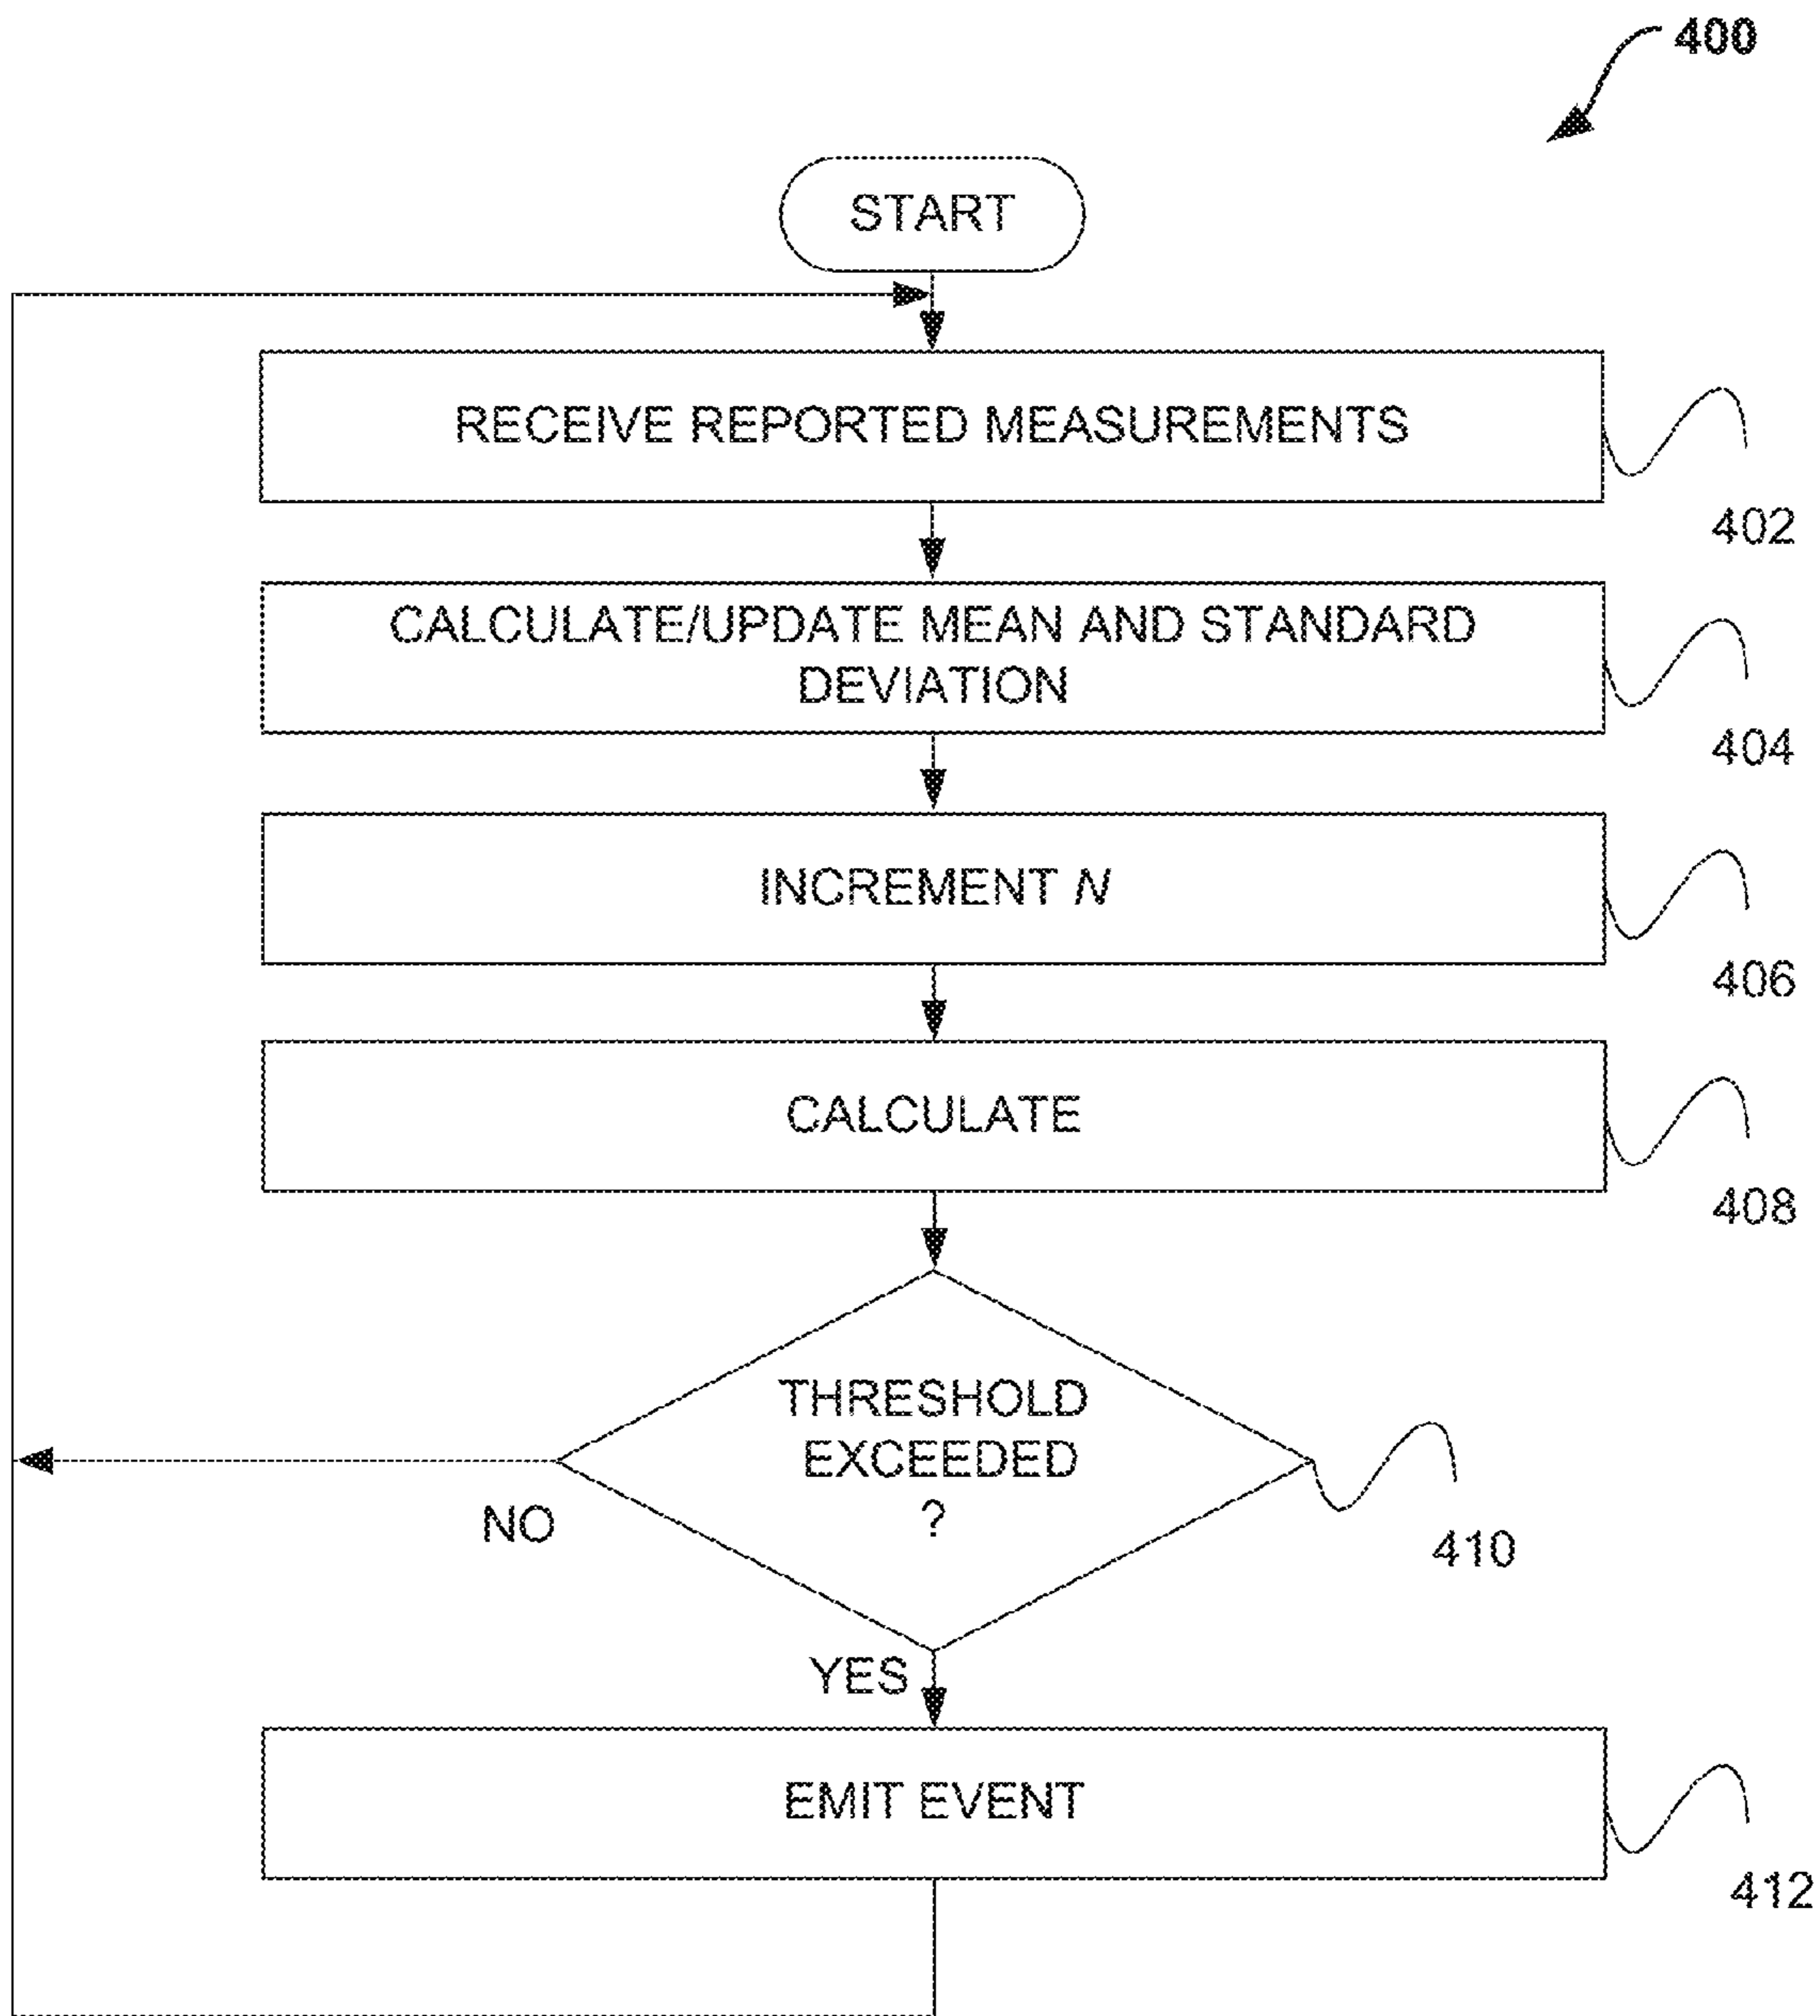 400
START
RECEIVE REPORTED MEASUREMENTS
402
CALCULATE/UPDATE MEAN AND STANDARD
DEVIATION
404
INCREMENT N
406
CALCULATE
408
THRESHOLD
EXCEEDED
?
NO
410
YES
EMIT EVENT
412